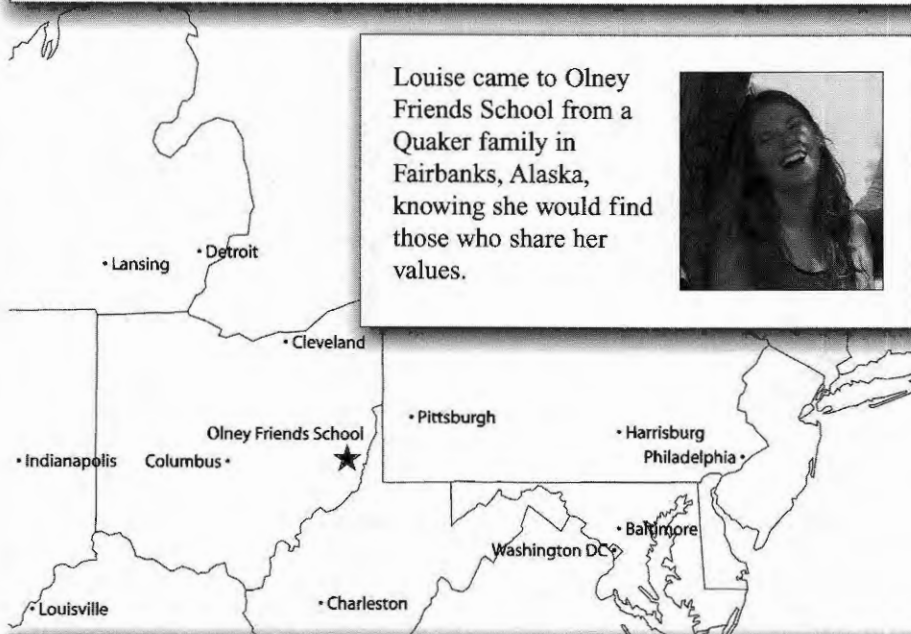 Louise came to Olney
Friends School from a
Quaker family in
Fairbanks, Alaska,
knowing she would find
those who share her
values.
Lansing
Detroit
Cleveland
Pittsburgh
Olney Friends School
Harrisburg
Indianapolis
Columbus
Philadelphia
Baltimore
Washington DC
Louisville
Charleston